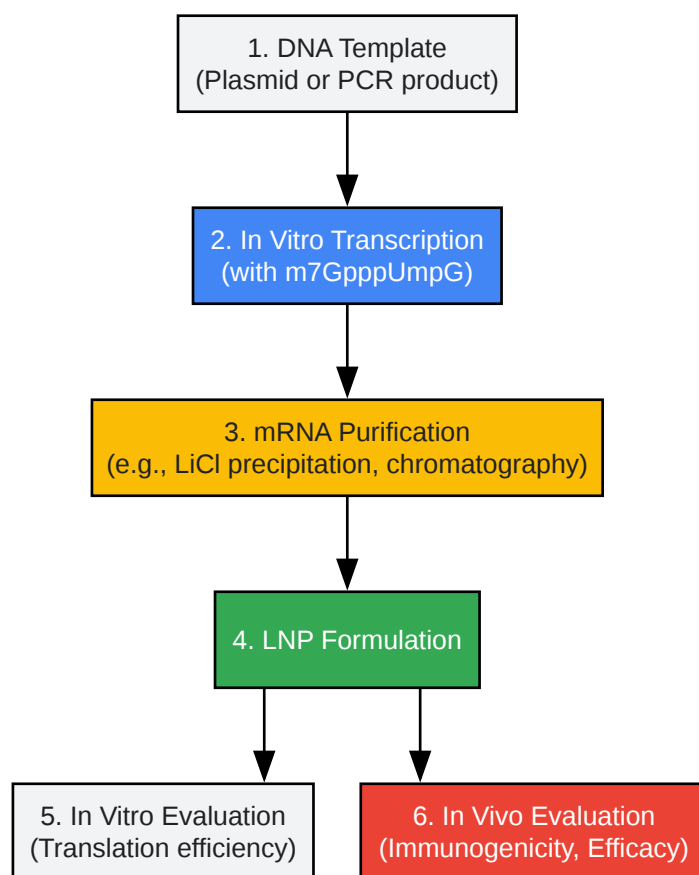 1. DNA Template
(Plasmid or PCR product)
2. In Vitro Transcription
(with m7GpppUmpG)
3. mRNA Purification
(e.g., LiCl precipitation, chromatography)
4. LNP Formulation
5. In Vitro Evaluation
(Translation efficiency)
6. In Vivo Evaluation
(Immunogenicity, Efficacy)